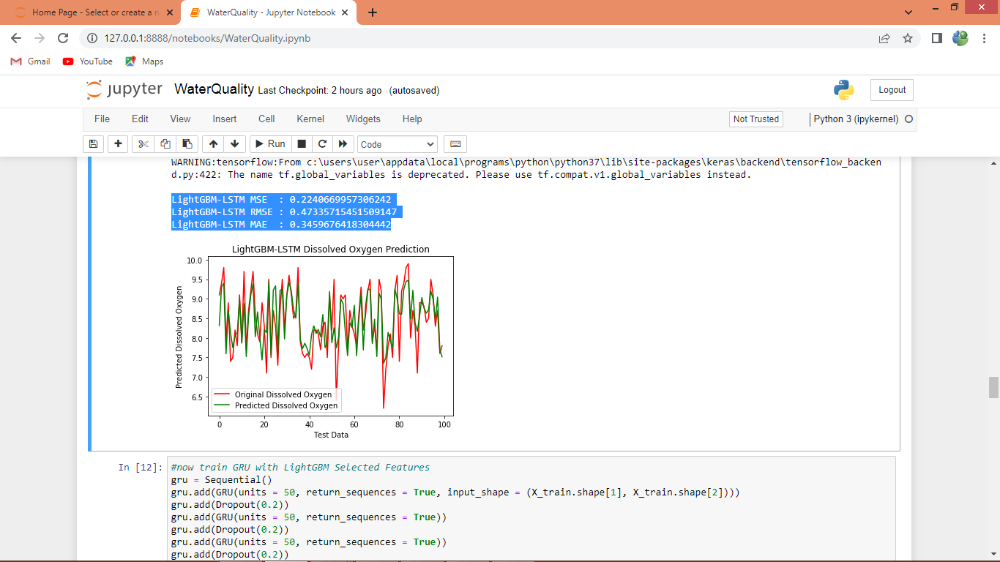 Home Page - Select or create a n
WaterQuality - Jupyter Notebook
127.0.0.1:8888/notebooks/WaterQuality.ipynb
Gmail
YouTube
Maps
jupyter WaterQuality Last Checkpoint: 2 hours ago (autosaved)
Logout
File Edit View Insert Cell Kernel Widgets Help
Not Trusted
Python 3 (ipykernel)
Run
Code
WARNING:tensorflow:From c:\users\user\appdata\local\programs\python\python37\lib\site-packages\keras\backend\tensorflow_backen
d.py:422: The name tf.global_variables is deprecated. Please use tf.compat.v1.global_variables instead.
LightGBM-LSTM MSE  : 0.2240669957306242
LightGBM-LSTM RMSE : 0.47335715451509147
LightGBM-LSTM MAE  : 0.3459676418304442
LightGBM-LSTM Dissolved Oxygen Prediction
Predicted Dissolved Oxygen
10.0
9.5
9.0
8.5
8.0
7.5
7.0
6.5
Original Dissolved Oxygen
Predicted Dissolved Oxygen
0 20 40 60 80 100
Test Data
In [12]:
#now train GRU with LightGBM Selected Features
gru = Sequential()
gru.add(GRU(units = 50, return_sequences = True, input_shape = (X_train.shape[1], X_train.shape[2])))
gru.add(Dropout(0.2))
gru.add(GRU(units = 50, return_sequences = True))
gru.add(Dropout(0.2))
gru.add(GRU(units = 50, return_sequences = True))
gru.add(Dropout(0.2))